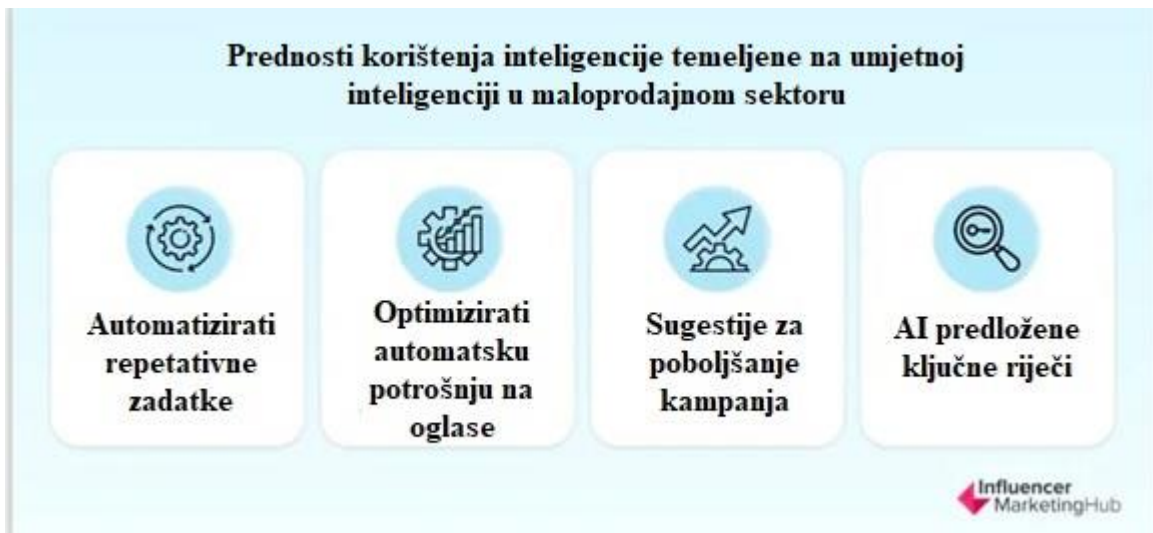 Prednosti korištenja inteligencije temeljene na umjetnoj
inteligenciji u maloprodajnom sektoru
Automatizirati
repetativne
zadatke
Optimizirati
automatsku
potrošnju na
oglase
Sugestije za
poboljšanje
kampanja
AI predložene
ključne riječi
Influencer
MarketingHub